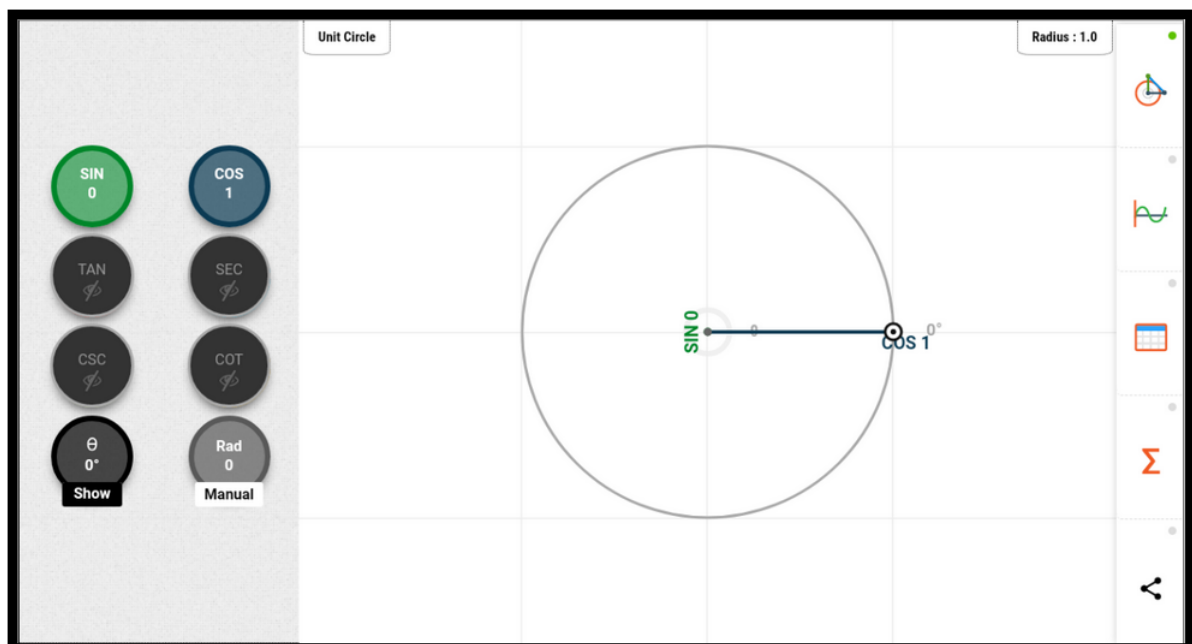 Unit Circle
Radius : 1.0
SIN
0
COS
1
TAN
SEC
CSC
COT
θ
0°
Show
Rad
0
Manual
SIN 0
0
0°
COS 1
Σ